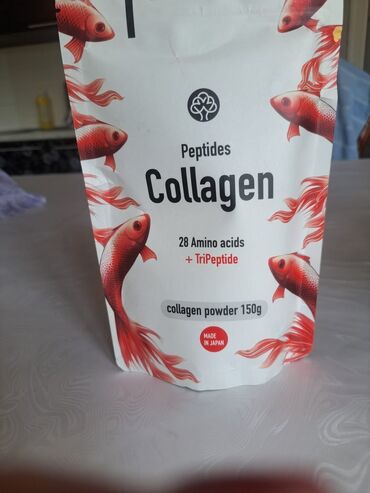 Peptides
Collagen
28 Amino acids
+ TriPeptide
collagen powder 150g
MADE
IN JAPAN